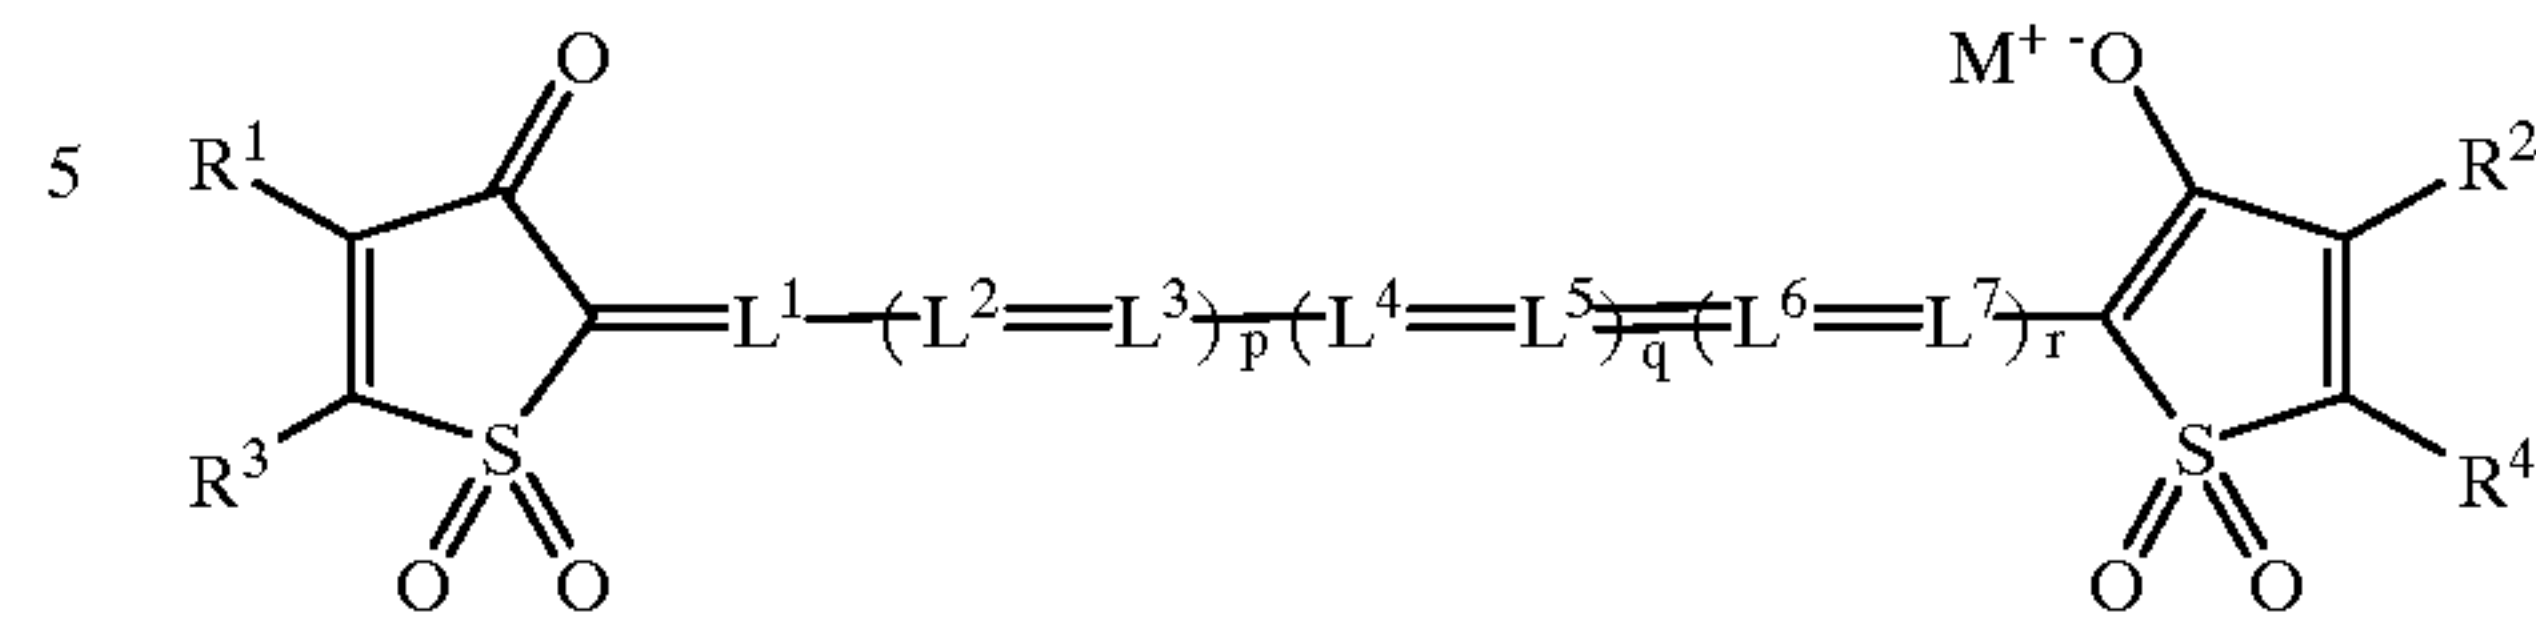 O M⁺ ⁻O
5 R¹ R²
L¹—(L²=L³)p—(L⁴=L⁵)q=(L⁶=L⁷)r
R³ S S R⁴
O O O O